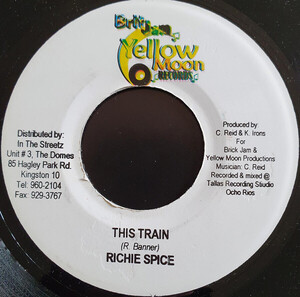 Brik Jam
Yellow
Moon
RECORDS
Distributed by:
In The Streetz
Unit # 3, The Domes
85 Hagley Park Rd
Kingston 10
Tel: 960-2104
Fax: 929-3767
Produced by
C. Reid & K. Irons
For
Brick Jam &
Yellow Moon Productions
Musician: C. Reid
Recorded & mixed @
Tallas Recording Stiudio
Ocho Rios
THIS TRAIN
(R. Banner)
RICHIE SPICE